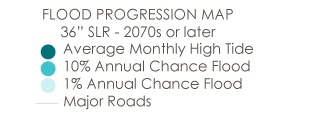 FLOOD PROGRESSION MAP
36” SLR - 2070s or later
Average Monthly High Tide
10% Annual Chance Flood
1% Annual Chance Flood
Major Roads